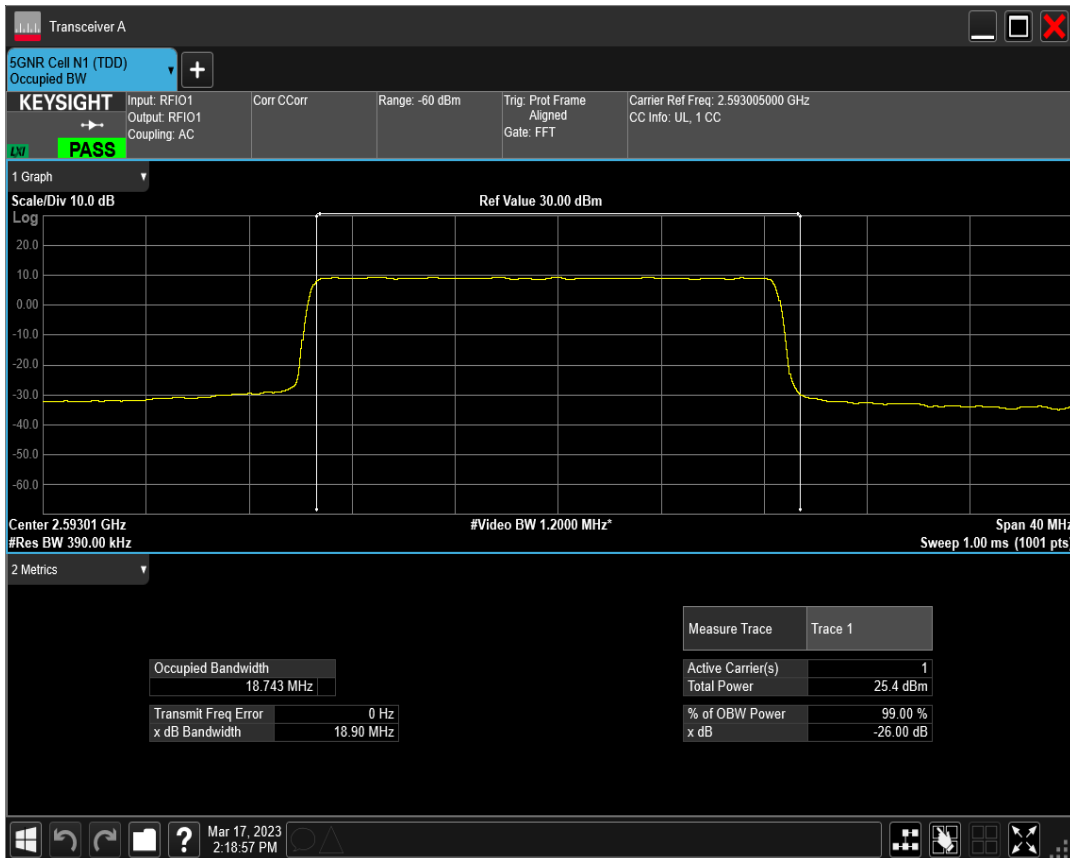 Transceiver A
5GNR Cell N1 (TDD)
Occupied BW
+
KEYSIGHT
LXI
PASS
Input: RFIO1
Output: RFIO1
Coupling: AC
Corr CCorr
Range: -60 dBm
Trig: Prot Frame
Aligned
Gate: FFT
Carrier Ref Freq: 2.593005000 GHz
CC Info: UL, 1 CC
1 Graph
Scale/Div 10.0 dB
Ref Value 30.00 dBm
Log
20.0
10.0
0.00
-10.0
-20.0
-30.0
-40.0
-50.0
-60.0
Center 2.59301 GHz
#Video BW 1.2000 MHz*
Span 40 MHz
#Res BW 390.00 kHz
Sweep 1.00 ms (1001 pts)
2 Metrics
Measure Trace Trace 1
Occupied Bandwidth
18.743 MHz
Transmit Freq Error 0 Hz
x dB Bandwidth 18.90 MHz
Active Carrier(s) 1
Total Power 25.4 dBm
% of OBW Power 99.00 %
x dB -26.00 dB
?
Mar 17, 2023
2:18:57 PM